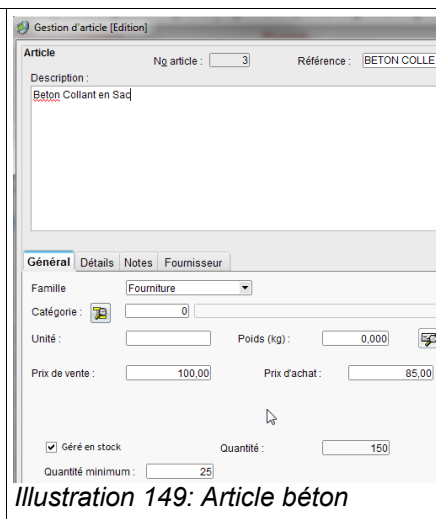 Gestion d'article [Edition]
Article
No article : 3 Référence : BETON COLLE
Description :
Beton Collant en Sac
Général Détails Notes Fournisseur
Famille Fourniture
Catégorie : 0
Unité : Poids (kg) : 0,000
Prix de vente : 100,00 Prix d'achat : 85,00
Géré en stock Quantité : 150
Quantité minimum : 25
Illustration 149: Article béton